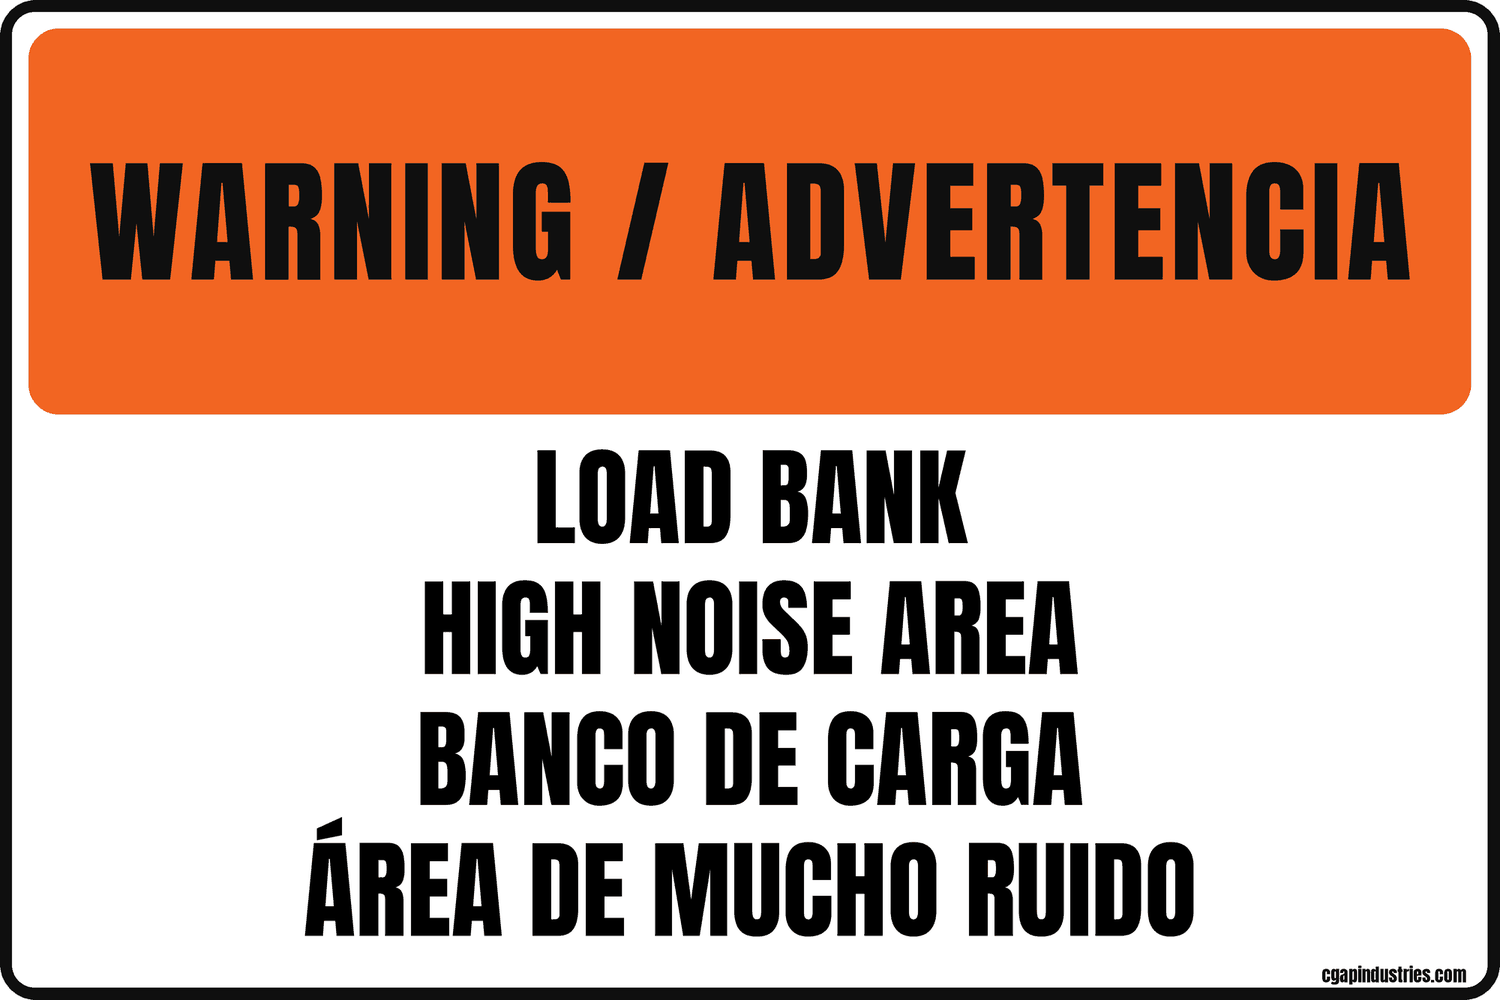 WARNING / ADVERTENCIA
LOAD BANK
HIGH NOISE AREA
BANCO DE CARGA
ÁREA DE MUCHO RUIDO
cgapindustries.com